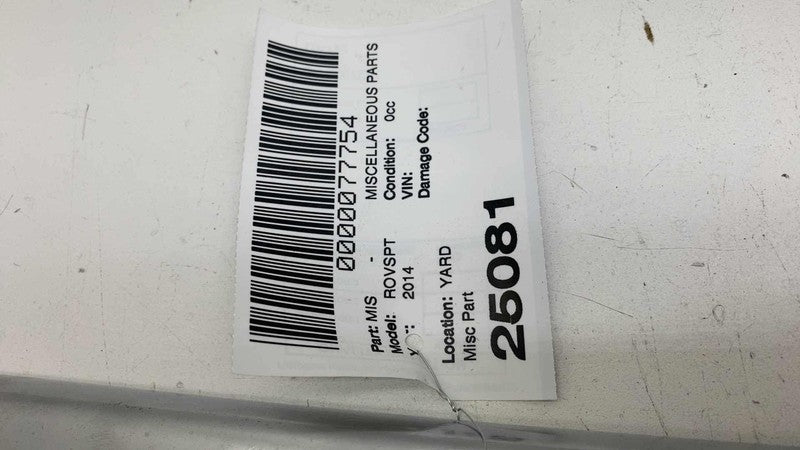 0000077754
Part: MIS - MISCELLANEOUS PARTS
Model: ROVSPT Condition: 0cc
2014 VIN:
Damage Code:
Location: YARD
Misc Part
25081